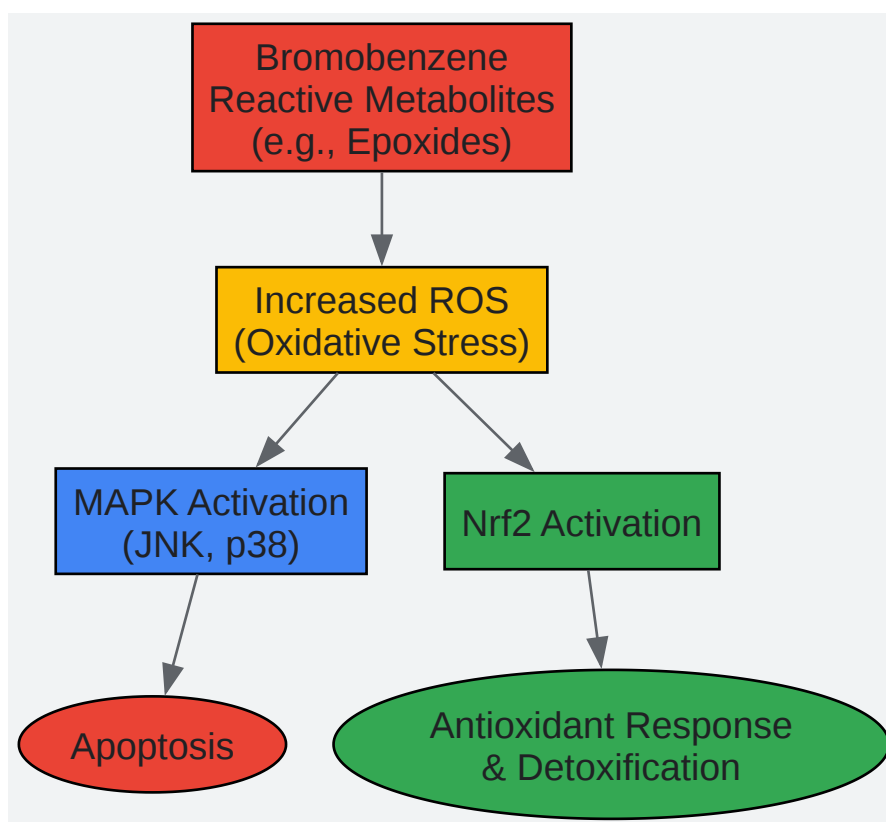 Bromobenzene
Reactive Metabolites
(e.g., Epoxides)
Increased ROS
(Oxidative Stress)
MAPK Activation
(JNK, p38)
Nrf2 Activation
Apoptosis
Antioxidant Response
& Detoxification